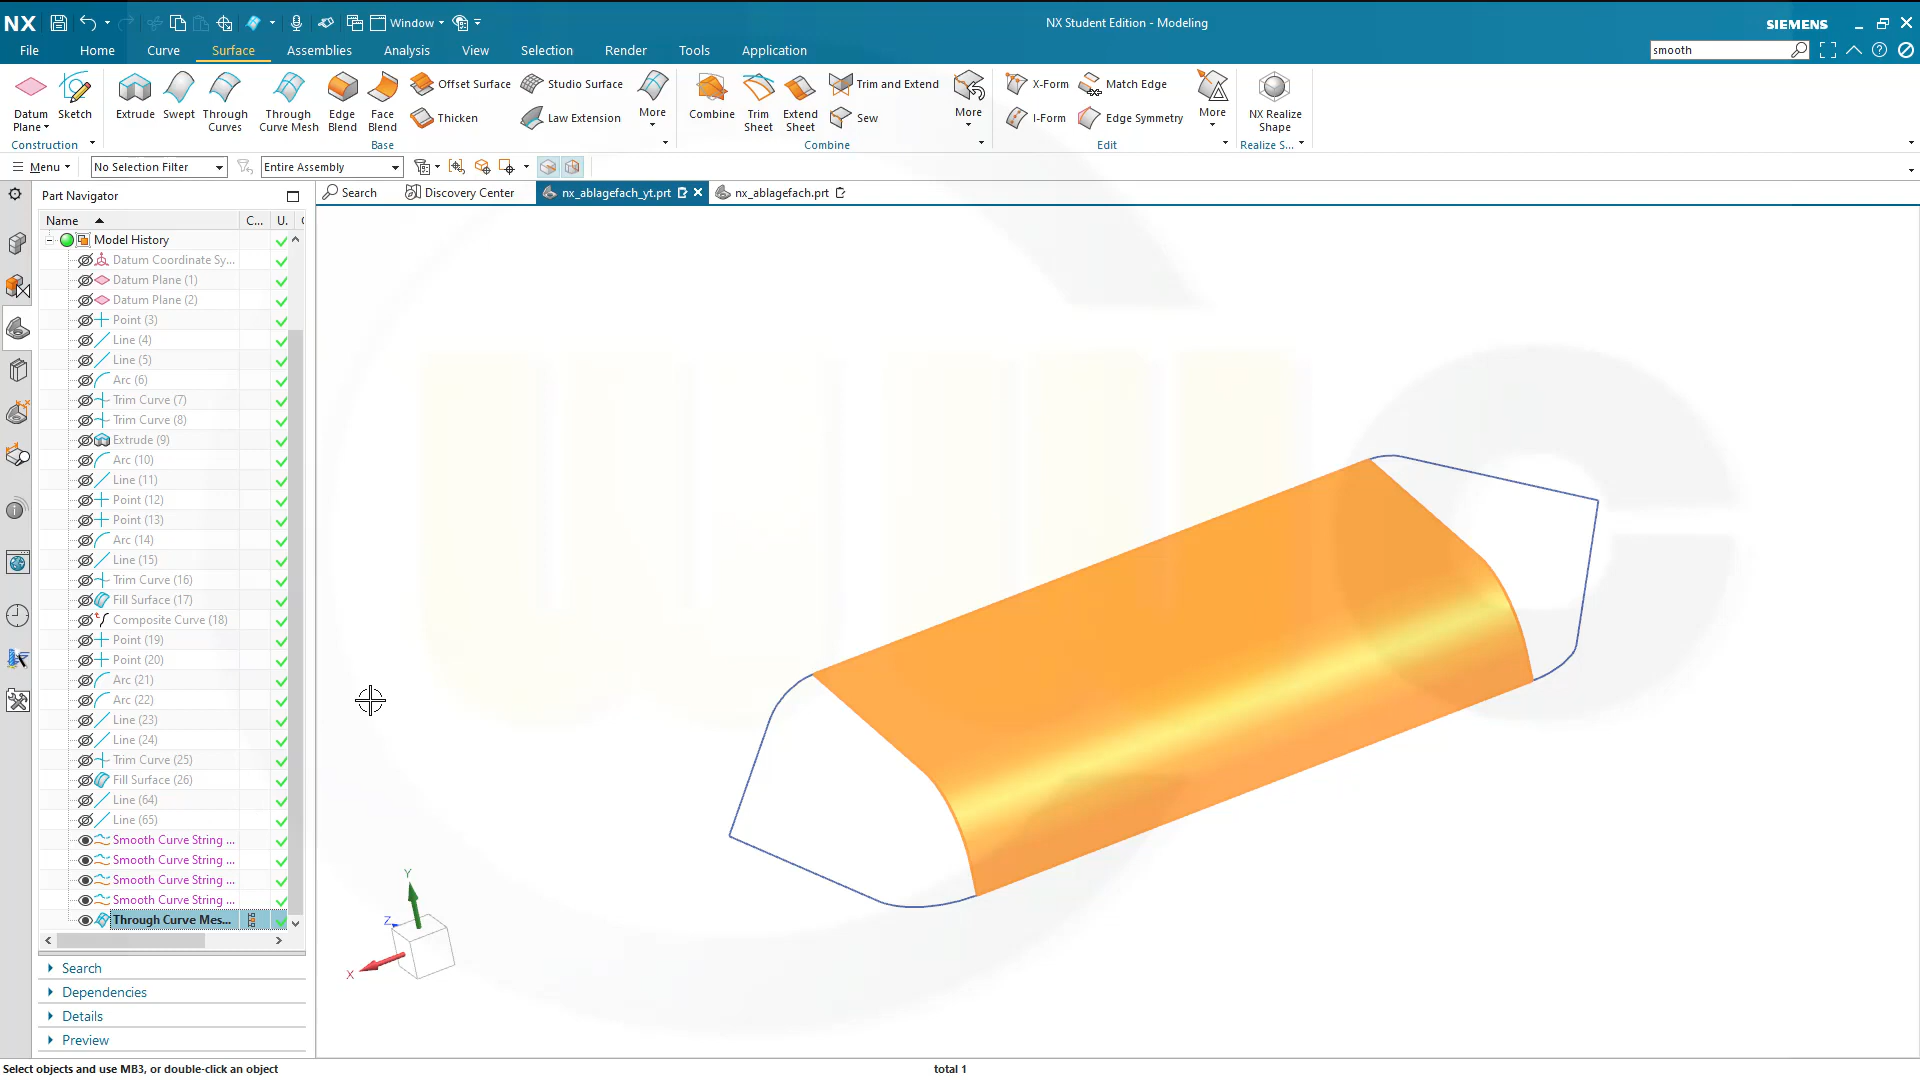 NX
Window
NX Student Edition - Modeling
SIEMENS
File Home Curve Surface Assemblies Analysis View Selection Render Tools Application
smooth
Datum Plane
Sketch
Extrude
Swept
Through Curves
Through Curve Mesh
Edge Blend
Face Blend
Offset Surface
Thicken
Studio Surface
Law Extension
More
Combine
Trim Sheet
Extend Sheet
Trim and Extend
Sew
More
X-Form
I-Form
Match Edge
Edge Symmetry
More
NX Realize Shape
Construction Base Combine Edit Realize S...
Menu No Selection Filter Entire Assembly
Part Navigator
Search Discovery Center nx_ablagefach_yt.prt nx_ablagefach.prt
Name C... U.
Model History
Datum Coordinate Sy...
Datum Plane (1)
Datum Plane (2)
Point (3)
Line (4)
Line (5)
Arc (6)
Trim Curve (7)
Trim Curve (8)
Extrude (9)
Arc (10)
Line (11)
Point (12)
Point (13)
Arc (14)
Line (15)
Trim Curve (16)
Fill Surface (17)
Composite Curve (18)
Point (19)
Point (20)
Arc (21)
Arc (22)
Line (23)
Line (24)
Trim Curve (25)
Fill Surface (26)
Line (64)
Line (65)
Smooth Curve String ...
Smooth Curve String ...
Smooth Curve String ...
Smooth Curve String ...
Through Curve Mes...
Y
Z
X
Search
Dependencies
Details
Preview
Select objects and use MB3, or double-click an object
total 1